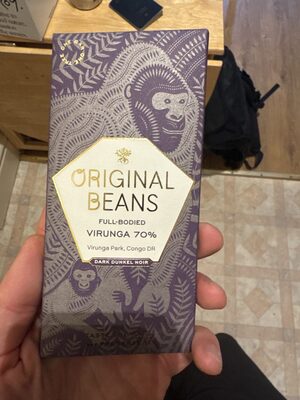 ORIGINAL
BEANS
FULL-BODIED
VIRUNGA 70%
Virunga Park, Congo DR
DARK DUNKEL NOIR